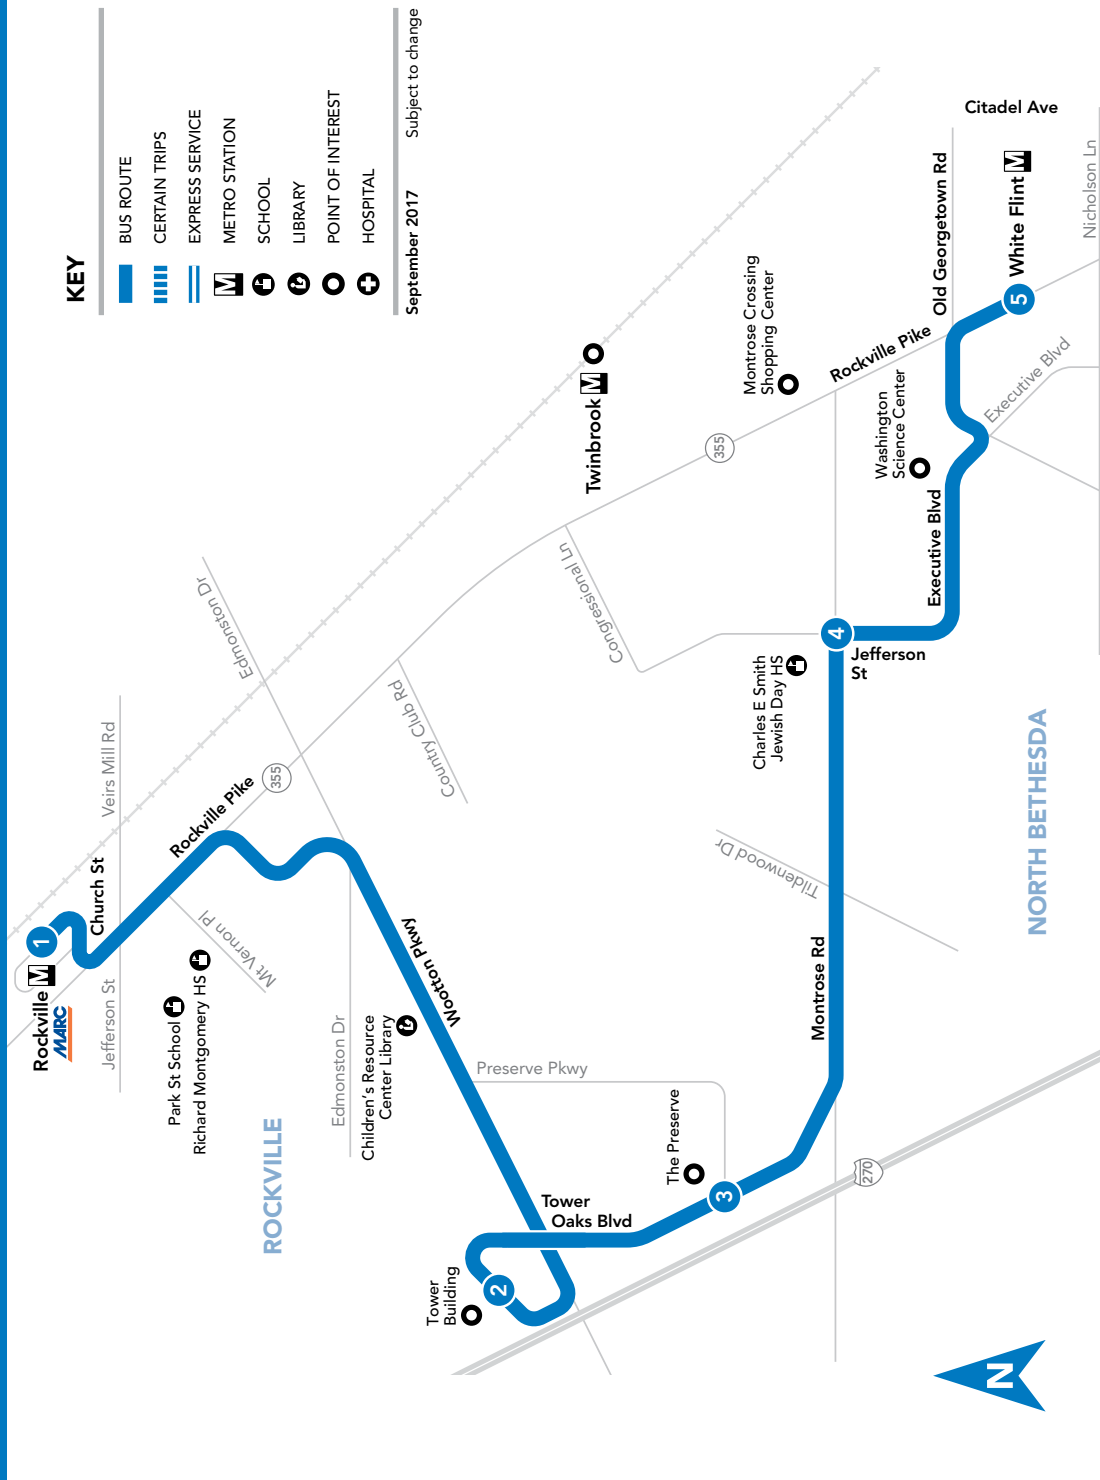 KEY
BUS ROUTE
CERTAIN TRIPS
EXPRESS SERVICE
M
METRO STATION
SCHOOL
LIBRARY
POINT OF INTEREST
HOSPITAL
September 2017
Subject to change
Rockville M
MARC
1
Church St
Jefferson St
Veirs Mill Rd
Rockville Pike
355
Mt Vernon Pl
Park St School
Richard Montgomery HS
ROCKVILLE
Edmonston Dr
Edmonston Dr
Children's Resource
Center Library
Wootton Pkwy
Country Club Rd
Congressional Ln
Twinbrook M
Preserve Pkwy
Tower
Building
2
Tower
Oaks Blvd
The Preserve
3
270
Montrose Rd
Tildenwood Dr
Charles E Smith
Jewish Day HS
4
Jefferson
St
355
Montrose Crossing
Shopping Center
Rockville Pike
Washington
Science Center
Executive Blvd
Executive Blvd
Old Georgetown Rd
Citadel Ave
5
White Flint M
Nicholson Ln
NORTH BETHESDA
N